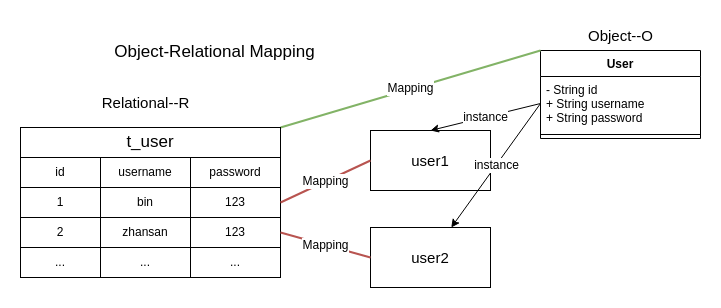 Object--O
Object-Relational Mapping
User
Mapping
- String id
+ String username
+ String password
Relational--R
instance
t_user
user1
instance
id username password
Mapping
1 bin 123
2 zhansan 123
Mapping
user2
... ... ...